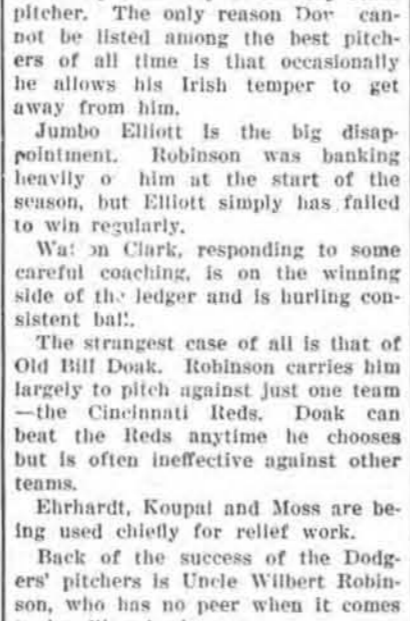 pitcher. The only reason Dor can-
not be listed among the best pitch-
ers of all time is that occasionally
he allows his Irish temper to get
away from him.
Jumbo Elliott is the big disap-
pointment. Robinson was banking
heavily o him at the start of the
season, but Elliott simply has failed
to win regularly.
Wat on Clark, responding to some
careful coaching, is on the winning
side of the ledger and is hurling con-
sistent ball.
The strangest case of all is that of
Old Bill Doak. Robinson carries him
largely to pitch against just one team
—the Cincinnati Reds. Doak can
beat the Reds anytime he chooses
but is often ineffective against other
teams.
Ehrhardt, Koupal and Moss are be-
ing used chiefly for relief work.
Back of the success of the Dodg-
ers' pitchers is Uncle Wilbert Robin-
son, who has no peer when it comes